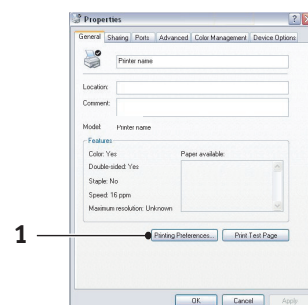 Properties
General Sharing Ports Advanced Color Management Device Options
Printer name
Location:
Comment:
Model: Printer name
Features
Color: Yes Paper available:
Double-sided: Yes
Staple: No
Speed: 16 ppm
Maximum resolution: Unknown
1
Printing Preferences... Print Test Page
OK Cancel Apply